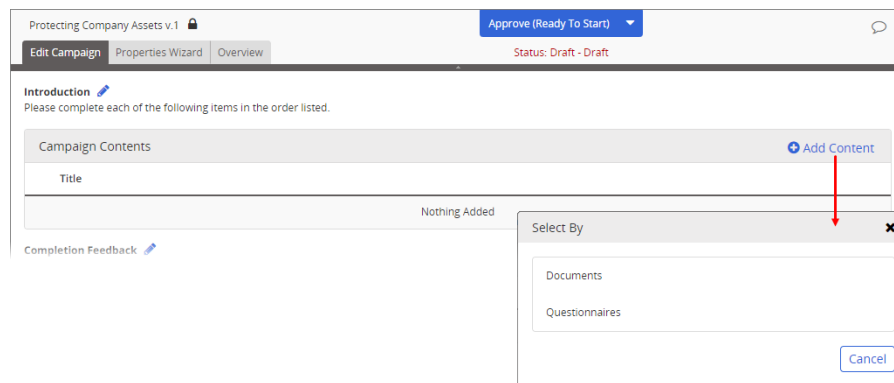 Protecting Company Assets v.1
Approve (Ready To Start)
Edit Campaign
Properties Wizard
Overview
Status: Draft - Draft
Introduction
Please complete each of the following items in the order listed.
Campaign Contents
Add Content
Title
Nothing Added
Select By
Completion Feedback
Documents
Questionnaires
Cancel